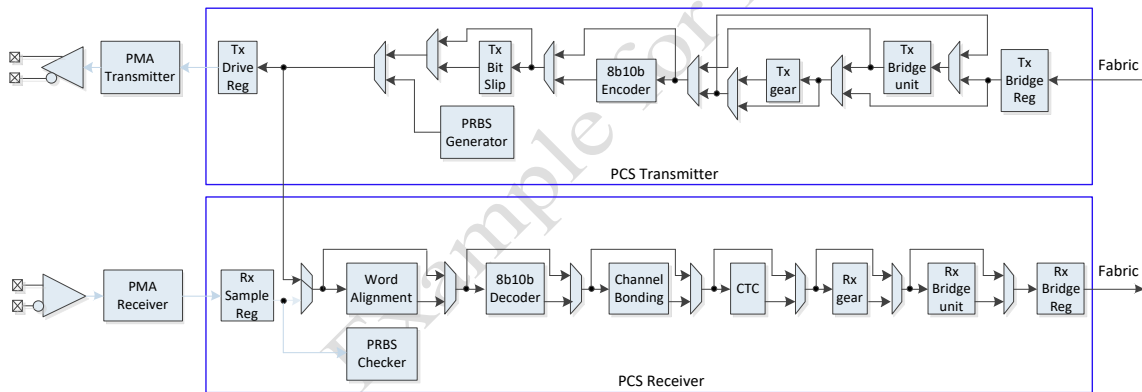 PMA
Transmitter
Tx
Drive
Reg
PRBS
Generator
Tx
Bit
Slip
8b10b
Encoder
Tx
gear
Tx
Bridge
unit
Tx
Bridge
Reg
Fabric
PCS Transmitter
PMA
Receiver
Rx
Sample
Reg
Word
Alignment
PRBS
Checker
8b10b
Decoder
Channel
Bonding
CTC
Rx
gear
Rx
Bridge
unit
Rx
Bridge
Reg
Fabric
PCS Receiver
Example for